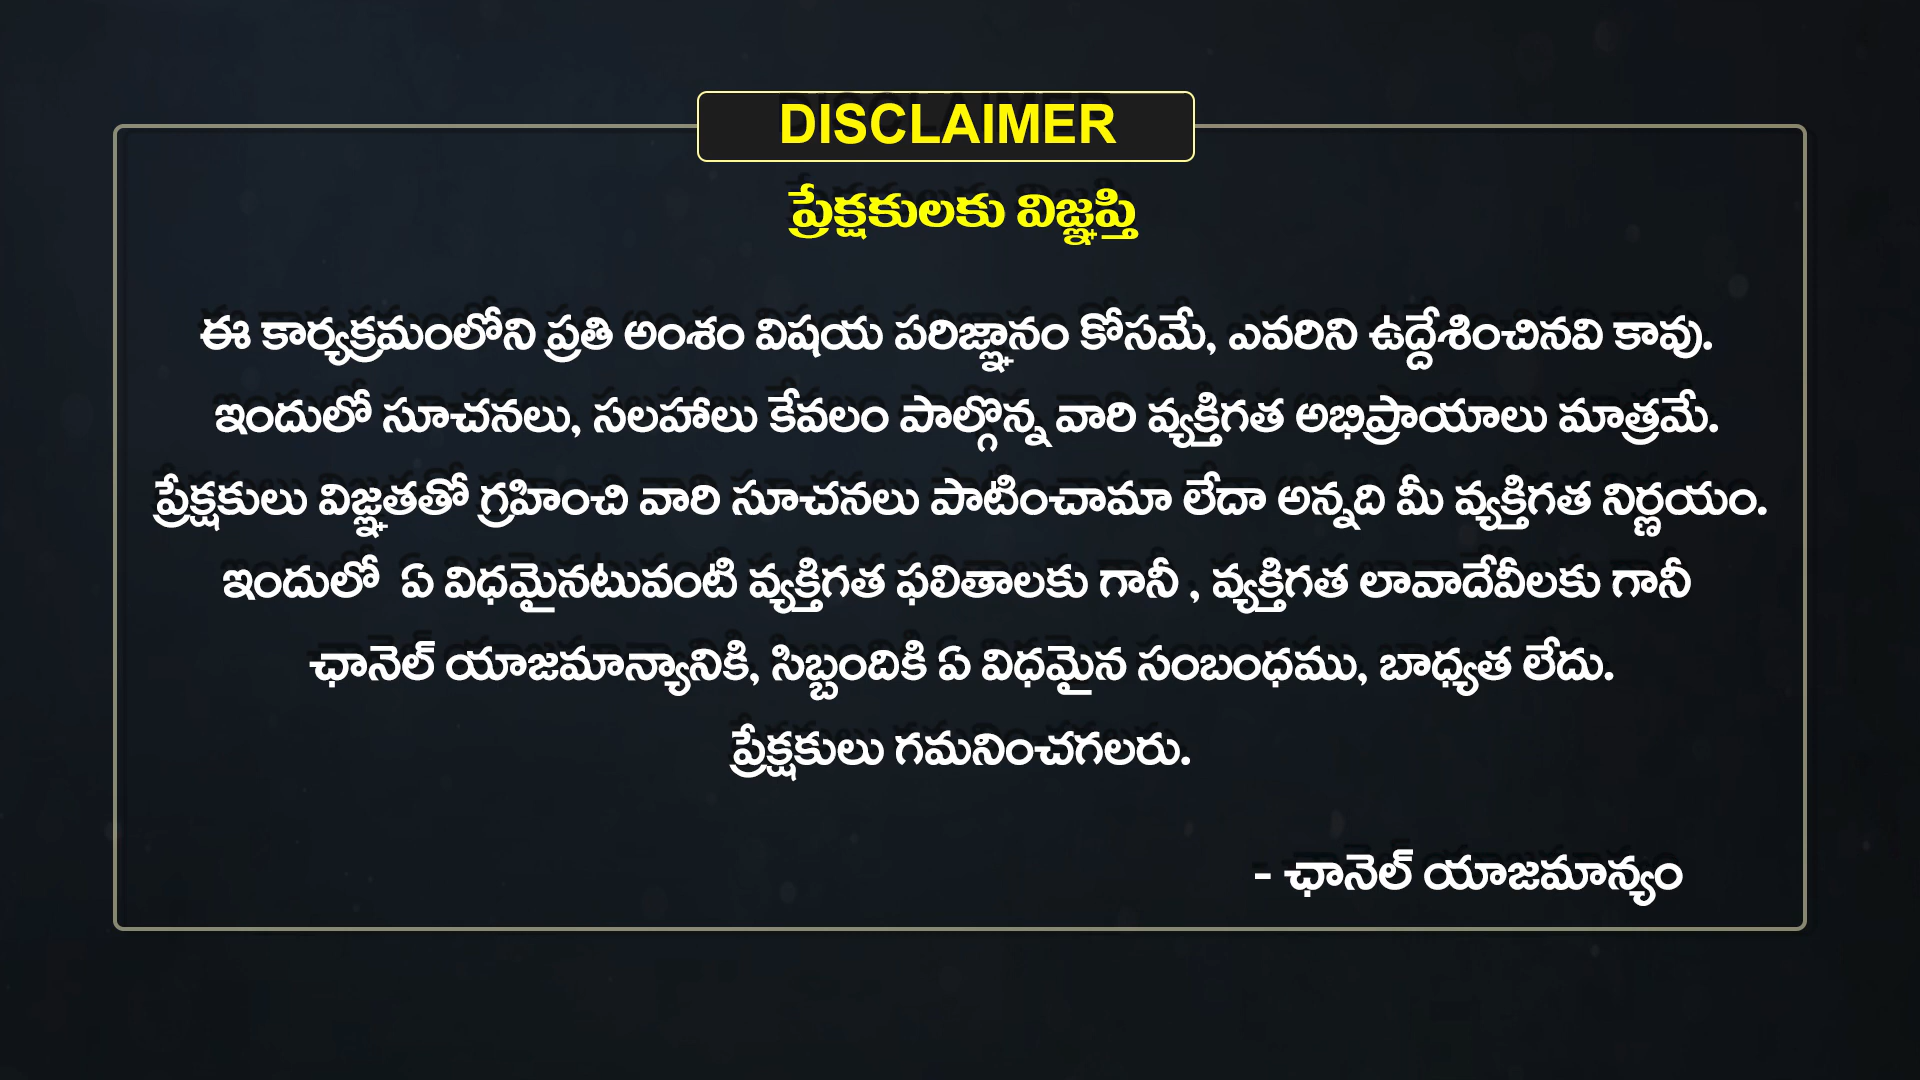 DISCLAIMER
ప్రేక్షకులకు విజ్ఞప్తి
ఈ కార్యక్రమంలోని ప్రతి అంశం విషయ పరిజ్ఞానం కోసమే, ఎవరిని ఉద్దేశించినవి కావు.
ఇందులో సూచనలు, సలహాలు కేవలం పాల్గొన్న వారి వ్యక్తిగత అభిప్రాయాలు మాత్రమే.
ప్రేక్షకులు విజ్ఞతతో గ్రహించి వారి సూచనలు పాటించామా లేదా అన్నది మీ వ్యక్తిగత నిర్ణయం.
ఇందులో ఏ విధమైనటువంటి వ్యక్తిగత ఫలితాలకు గానీ , వ్యక్తిగత లావాదేవీలకు గానీ
ఛానెల్ యాజమాన్యానికి, సిబ్బందికి ఏ విధమైన సంబంధము, బాధ్యత లేదు.
ప్రేక్షకులు గమనించగలరు.
- ఛానెల్ యాజమాన్యం